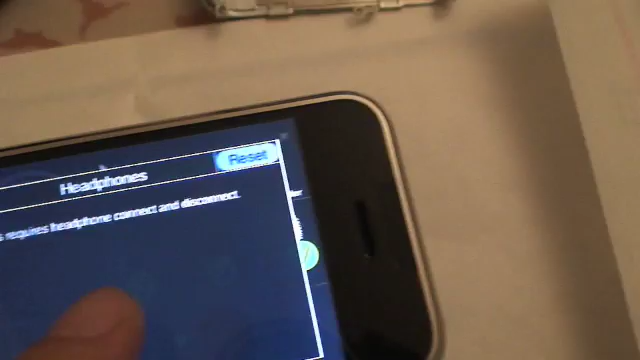 Reset
Headphones
requires headphone connect and disconnect.